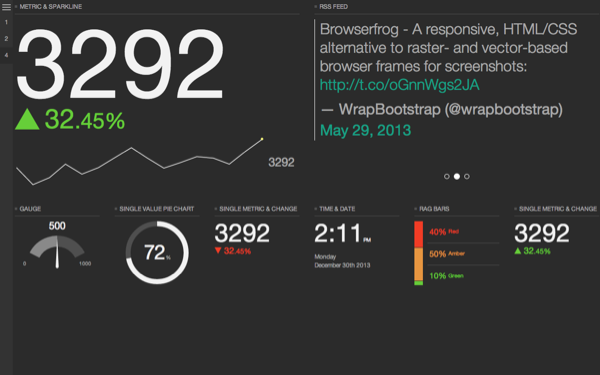 METRIC & SPARKLINE
1
2
4
3292
32.45%
3292
RSS FEED
Browserfrog - A responsive, HTML/CSS
alternative to raster- and vector-based
browser frames for screenshots:
http://t.co/oGnnWgs2JA
— WrapBootstrap (@wrapbootstrap)
May 29, 2013
GAUGE
500
0
1000
SINGLE VALUE PIE CHART
72%
SINGLE METRIC & CHANGE
3292
32.45%
TIME & DATE
2:11PM
Monday
December 30th 2013
RAG BARS
40% Red
50% Amber
10% Green
SINGLE METRIC & CHANGE
3292
32.45%